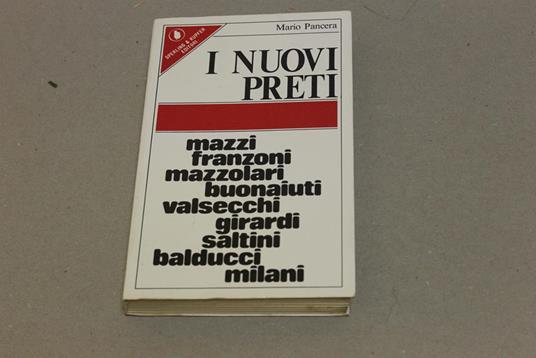 Mario Pancera
SPERLING & KUPFER
EDITORI
I NUOVI
PRETI
mazzi
franzoni
mazzolari
buonaiuti
valsecchi
girardi
saltini
balducci
milani